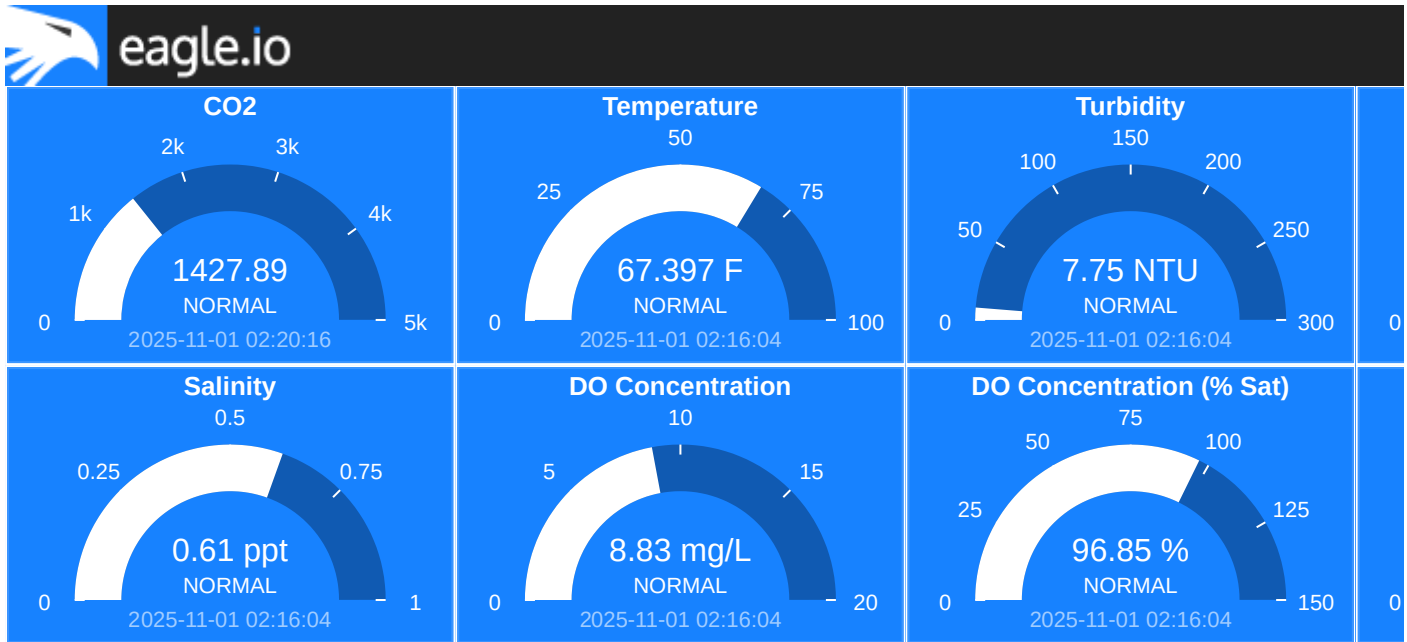 eagle.io
CO2
2k
3k
1k
4k
1427.89
NORMAL
0
5k
2025-11-01 02:20:16
Temperature
50
25
75
67.397 F
NORMAL
0
100
2025-11-01 02:16:04
Turbidity
150
100
200
50
250
7.75 NTU
NORMAL
0
300
2025-11-01 02:16:04
0
Salinity
0.5
0.25
0.75
0.61 ppt
NORMAL
0
1
2025-11-01 02:16:04
DO Concentration
10
5
15
8.83 mg/L
NORMAL
0
20
2025-11-01 02:16:04
DO Concentration (% Sat)
75
50
100
25
125
96.85 %
NORMAL
0
150
2025-11-01 02:16:04
0